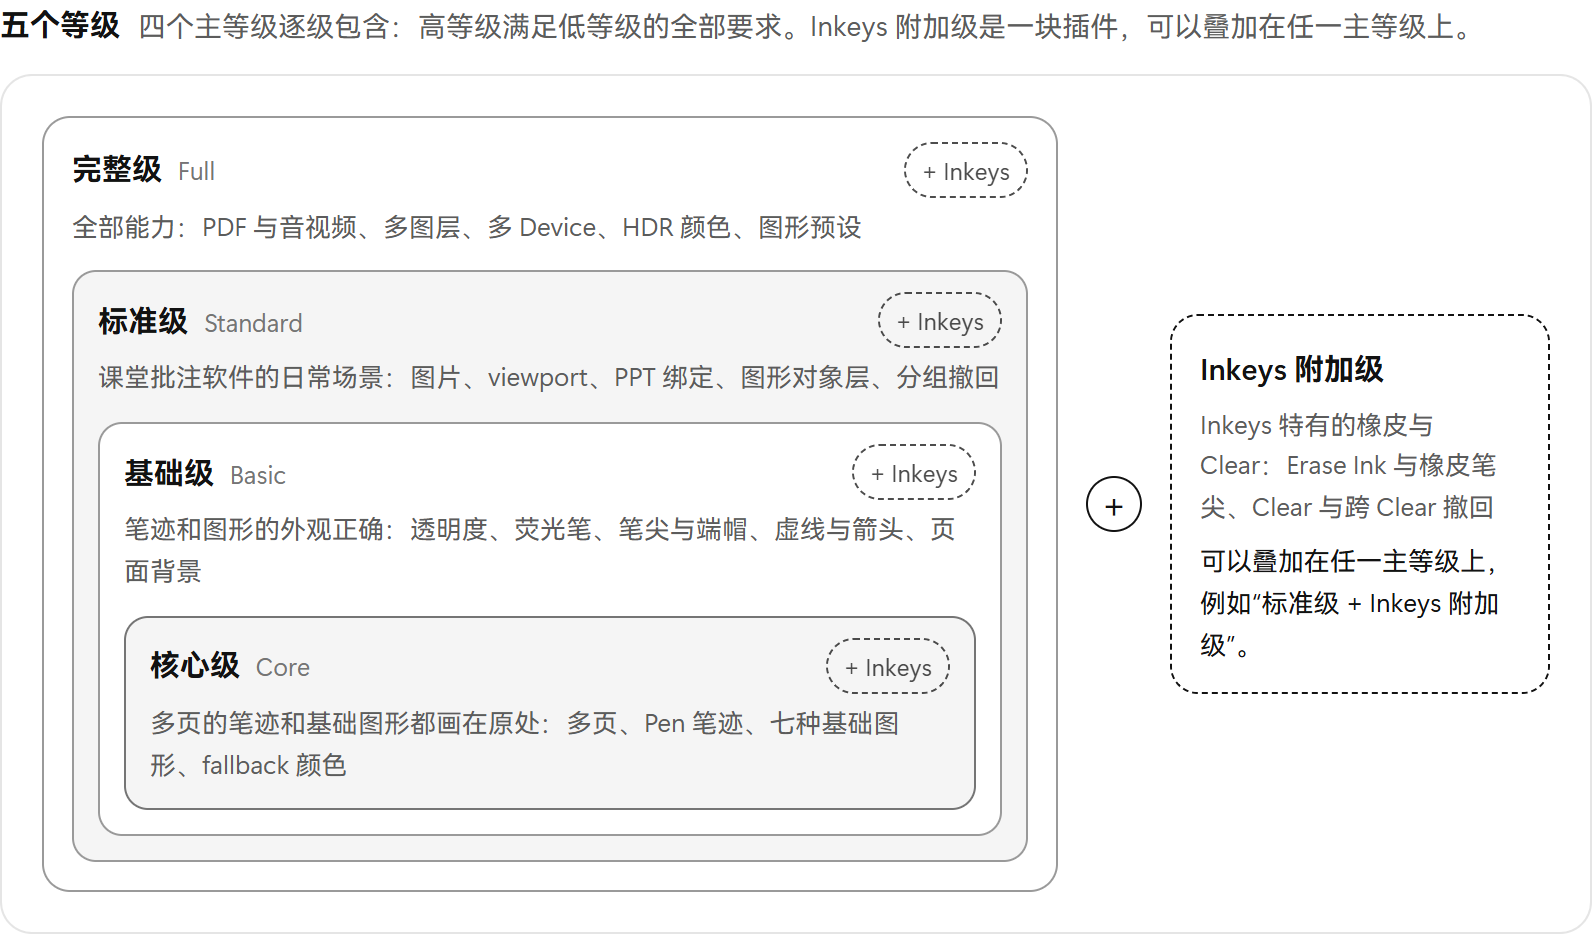 五个等级 四个主等级逐级包含：高等级满足低等级的全部要求。Inkeys 附加级是一块插件，可以叠加在任一主等级上。
完整级 Full
+ Inkeys
全部能力：PDF 与音视频、多图层、多 Device、HDR 颜色、图形预设
标准级 Standard
+ Inkeys
课堂批注软件的日常场景：图片、viewport、PPT 绑定、图形对象层、分组撤回
基础级 Basic
+ Inkeys
笔迹和图形的外观正确：透明度、荧光笔、笔尖与端帽、虚线与箭头、页
面背景
核心级 Core
+ Inkeys
多页的笔迹和基础图形都画在原处：多页、Pen 笔迹、七种基础图
形、fallback 颜色
+
Inkeys 附加级
Inkeys 特有的橡皮与
Clear：Erase Ink 与橡皮笔
尖、Clear 与跨 Clear 撤回
可以叠加在任一主等级上，
例如“标准级 + Inkeys 附加
级”。